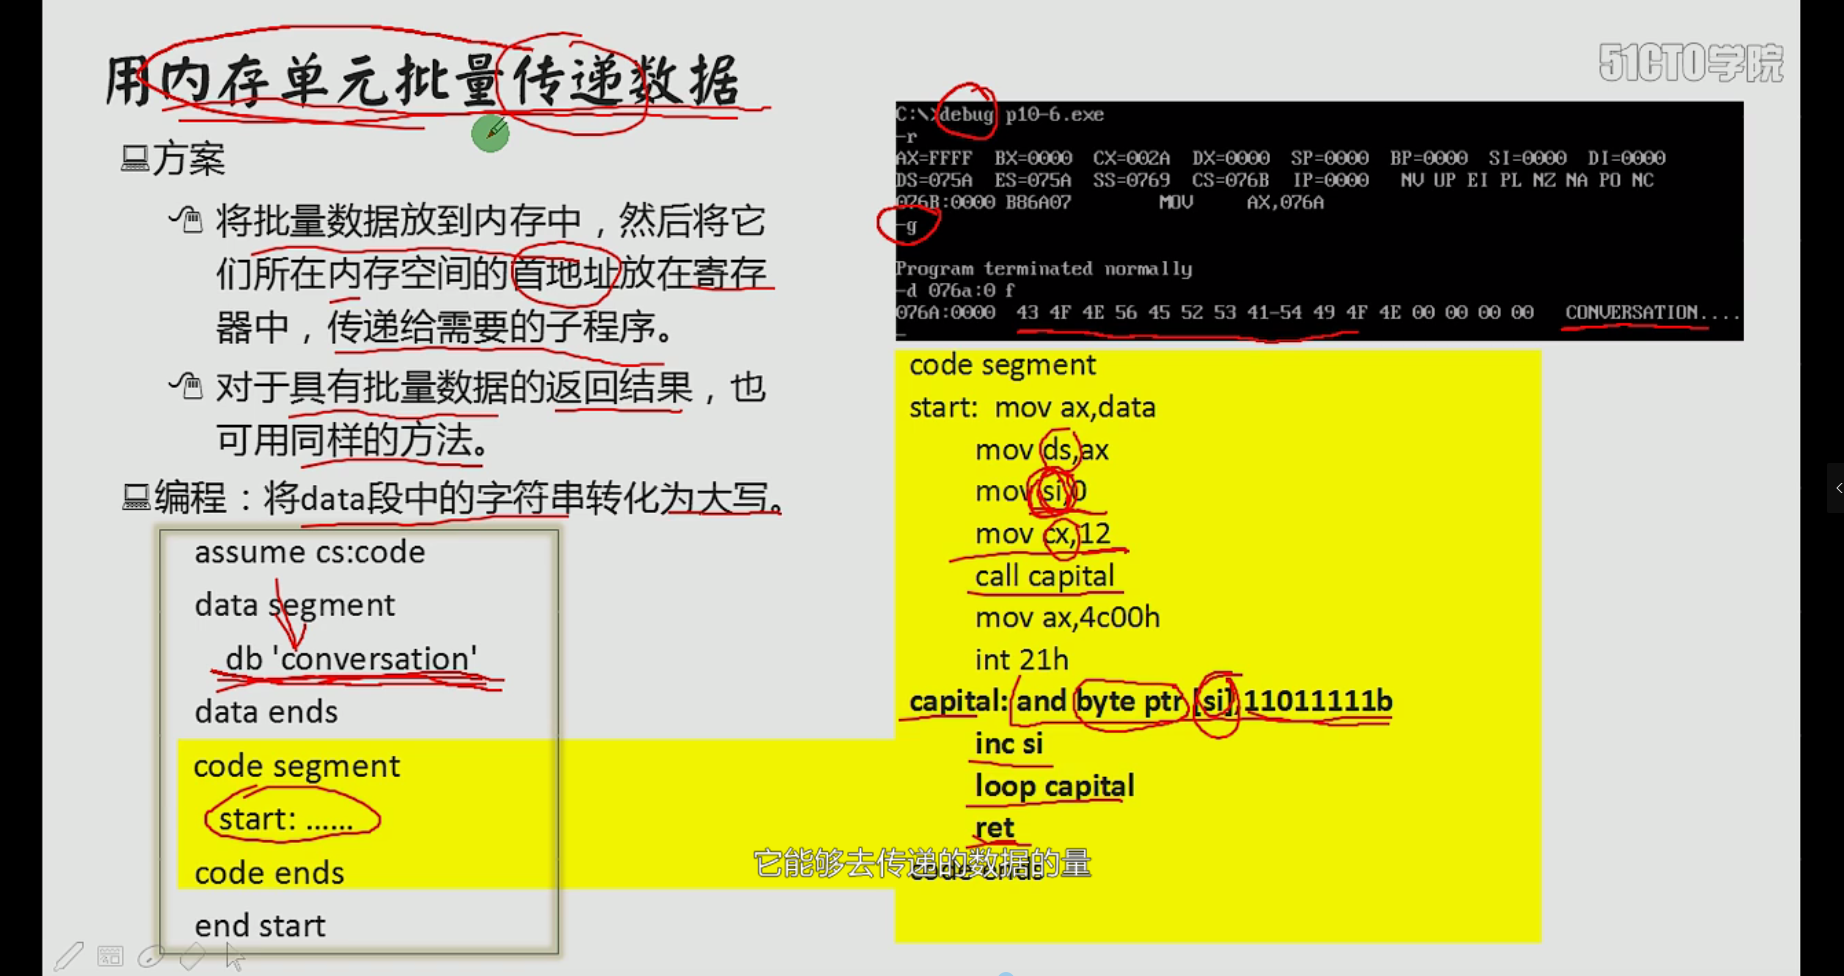 用内存单元批量传递数据
51CTO学院
方案
将批量数据放到内存中，然后将它
们所在内存空间的首地址放在寄存
器中，传递给需要的子程序。
对于具有批量数据的返回结果，也
可用同样的方法。
编程：将data段中的字符串转化为大写。
assume cs:code
data segment
db 'conversation'
data ends
code segment
start: ......
code ends
end start
C:\>debug p10-6.exe
-r
AX=FFFF BX=0000 CX=002A DX=0000 SP=0000 BP=0000 SI=0000 DI=0000
DS=075A ES=075A SS=0769 CS=076B IP=0000 NV UP EI PL NZ NA PO NC
076B:0000 B86A07 MOV AX,076A
-g
Program terminated normally
-d 076a:0 f
076A:0000 43 4F 4E 56 45 52 53 41-54 49 4F 4E 00 00 00 00 CONVERSATION....
-
code segment
start: mov ax,data
mov ds,ax
mov si,0
mov cx,12
call capital
mov ax,4c00h
int 21h
capital: and byte ptr [si],11011111b
inc si
loop capital
ret
code ends
它能够去传递的数据的量